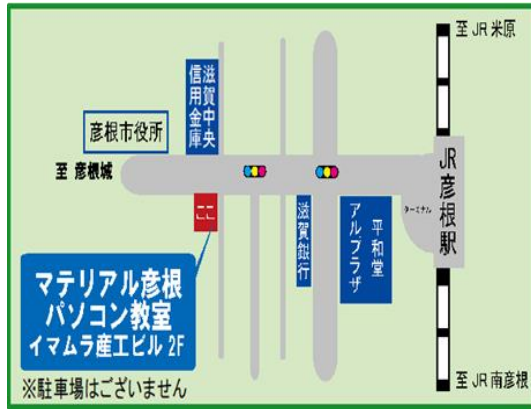 至 JR 米原
滋賀中央
信用金庫
彦根市役所
至 彦根城
JR彦根駅
ターミナル
ここ
滋賀銀行
平和堂
アル・プラザ
マテリアル彦根
パソコン教室
イマムラ産工ビル 2F
※駐車場はございません
至 JR 南彦根